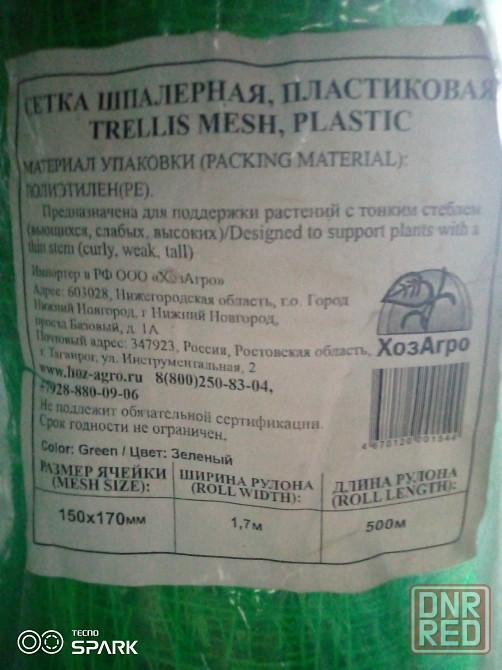 СЕТКА ШПАЛЕРНАЯ, ПЛАСТИКОВАЯ
TRELLIS MESH, PLASTIC
МАТЕРИАЛ УПАКОВКИ (PACKING MATERIAL):
ПОЛИЭТИЛЕН(PE).
Предназначена для поддержки растений с тонким стеблем
(вьющихся, слабых, высоких)/Designed to support plants with a
thin stem (curly, weak, tall)
Импортер в РФ ООО «ХозАгро»
Адрес: 603028, Нижегородская область, г.о. Город
Нижний Новгород, г Нижний Новгород,
проезд Базовый, д. 1А
Почтовый адрес: 347923, Россия, Ростовская область,
г. Таганрог, ул. Инструментальная, 2
www.hoz-agro.ru 8(800)250-83-04,
+7928-880-09-06
Не подлежит обязательной сертификации.
Срок годности не ограничен.
ХозАгро
4 670120 001544
Color: Green / Цвет: Зеленый
РАЗМЕР ЯЧЕЙКИ
(MESH SIZE):
ШИРИНА РУЛОНА
(ROLL WIDTH):
ДЛИНА РУЛОНА
(ROLL LENGTH):
150х170мм
1,7м
500м
TECNO
SPARK
DNR
RED